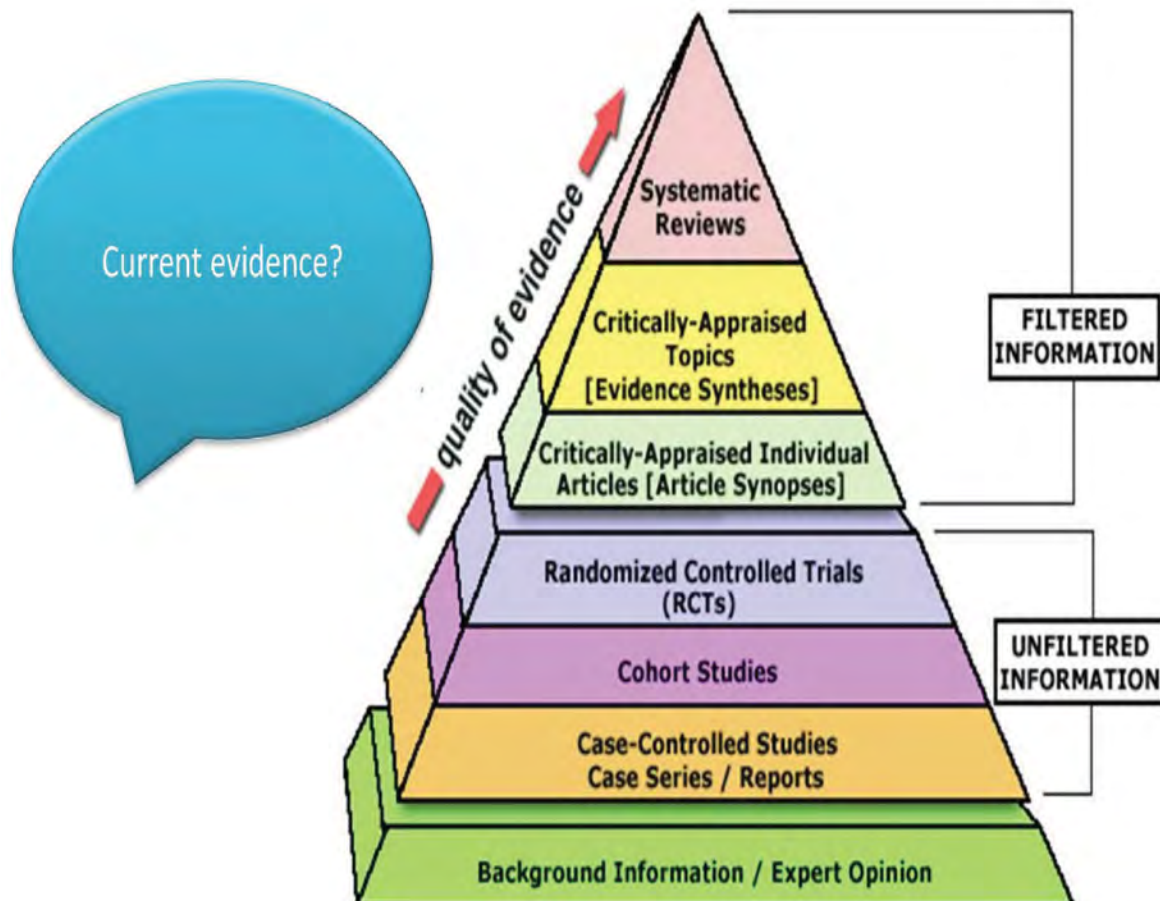 Current evidence?
quality of evidence
Systematic
Reviews
Critically-Appraised
Topics
[Evidence Syntheses]
Critically-Appraised Individual
Articles [Article Synopses]
FILTERED
INFORMATION
Randomized Controlled Trials
(RCTs)
Cohort Studies
Case-Controlled Studies
Case Series / Reports
UNFILTERED
INFORMATION
Background Information / Expert Opinion